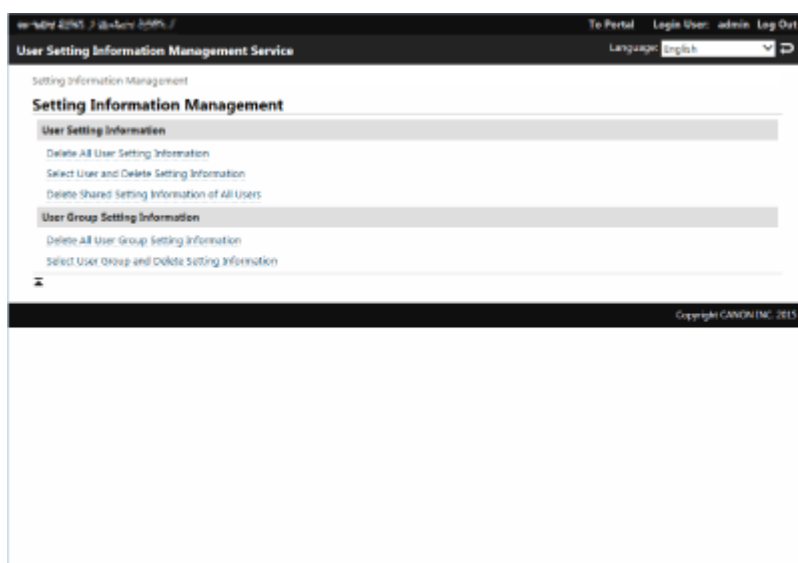 To Portal Login User: admin Log Out
User Setting Information Management Service
Language: English
Setting Information Management
Setting Information Management
User Setting Information
Delete All User Setting Information
Select User and Delete Setting Information
Delete Shared Setting Information of All Users
User Group Setting Information
Delete All User Group Setting Information
Select User Group and Delete Setting Information
Copyright CANON INC. 2015